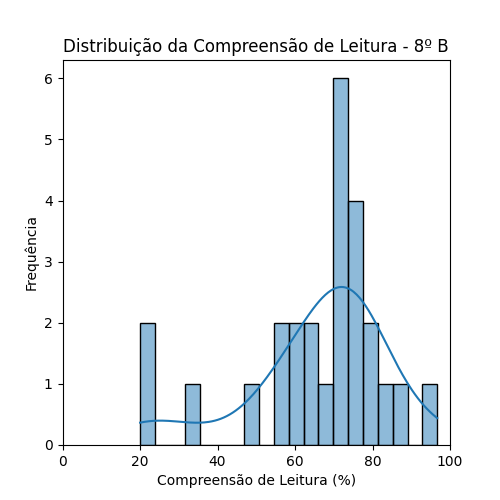 Distribuição da Compreensão de Leitura - 8º B
6
5
4
3
2
1
0
Frequência
0 20 40 60 80 100
Compreensão de Leitura (%)